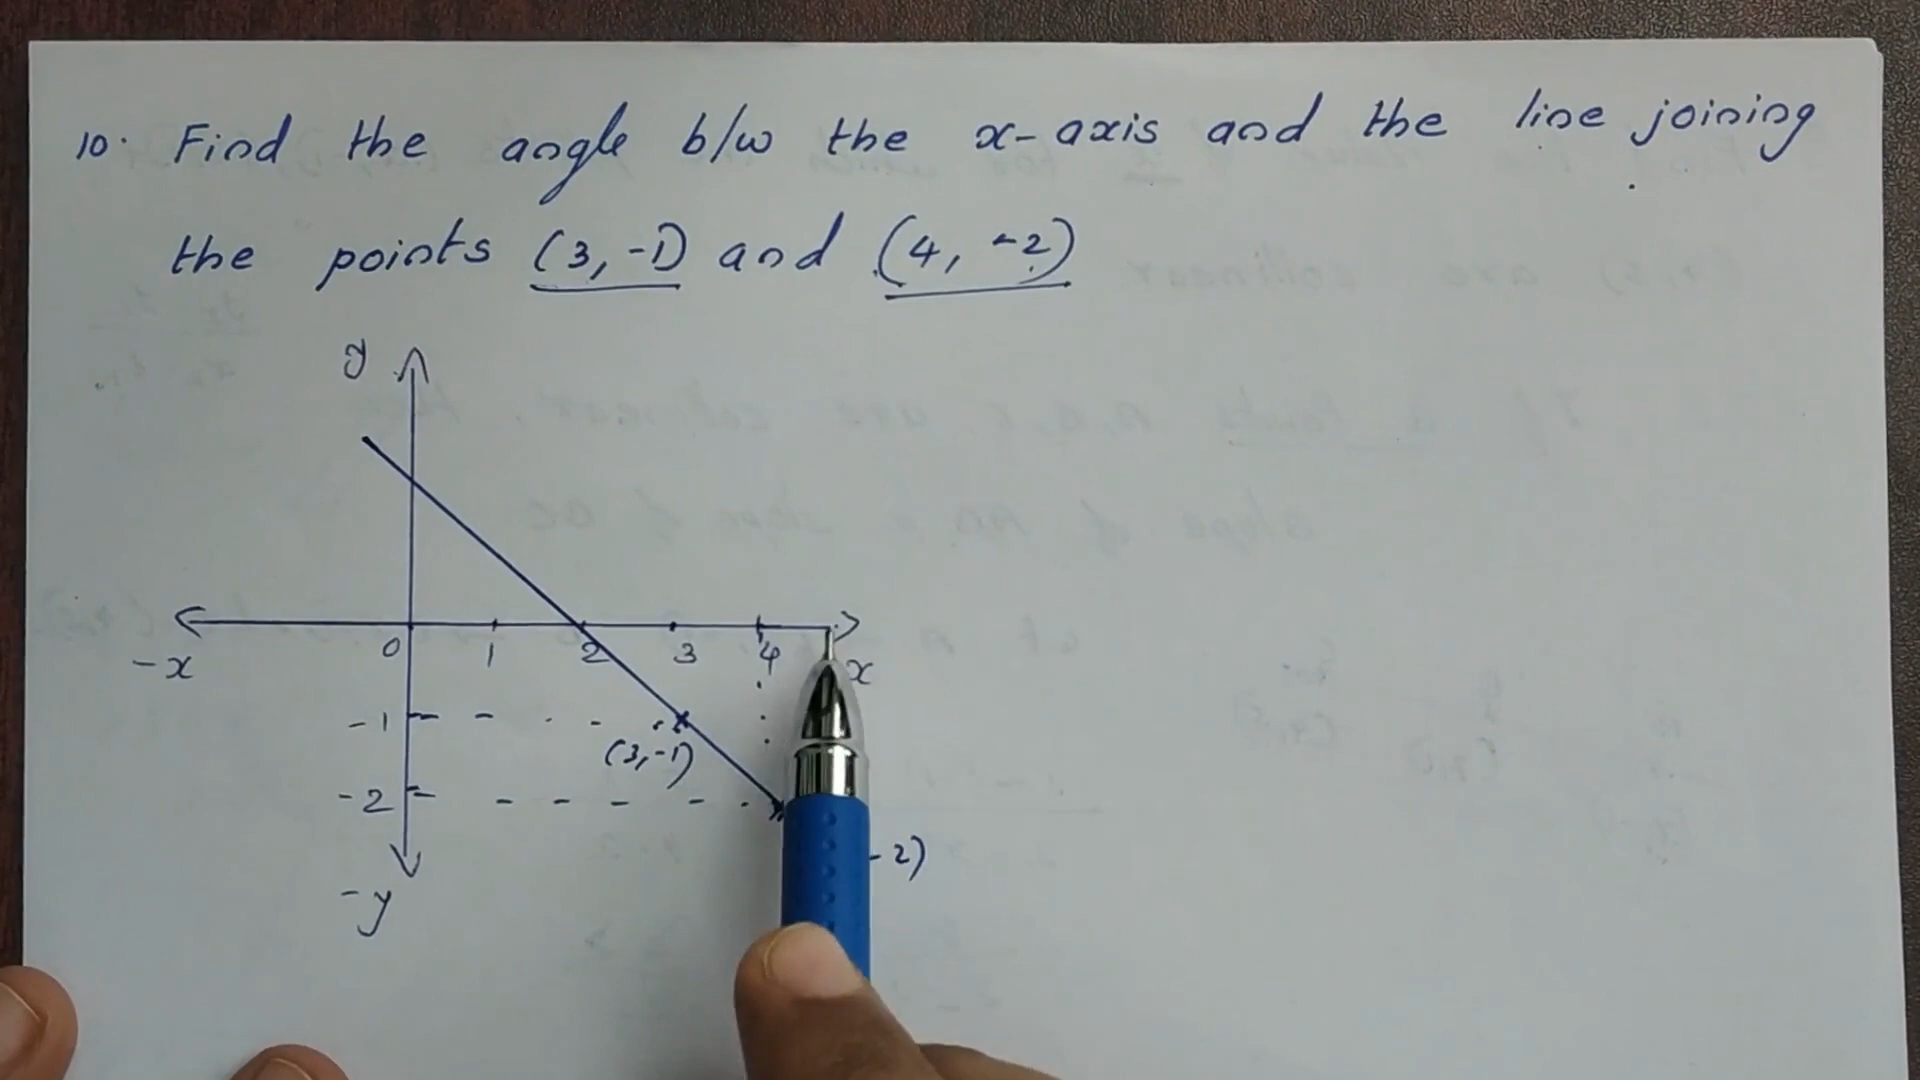 10. Find the angle b/w the x-axis and the line joining
the points (3, -1) and (4, -2)
y
-x 0 1 2 3 4 x
-1
(3,-1)
-2
-2)
-y